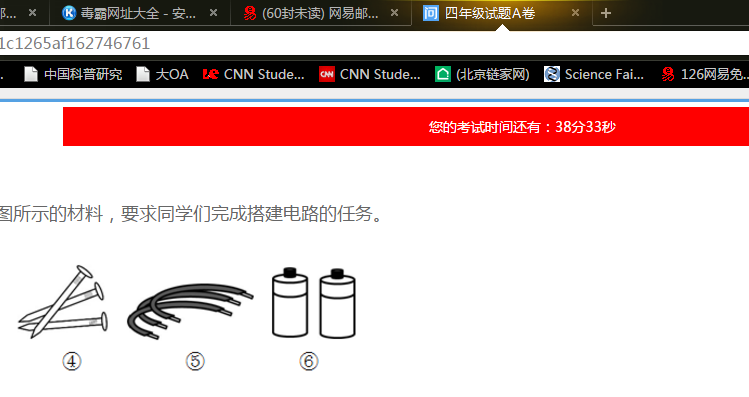 邮... × 毒霸网址大全 - 安... × (60封未读) 网易邮... × 四年级试题A卷 × +
1c1265af162746761
中国科普研究 大OA CNN Stude... CNN Stude... (北京链家网) Science Fai... 126网易免...
您的考试时间还有：38分33秒
图所示的材料，要求同学们完成搭建电路的任务。
④ ⑤ ⑥